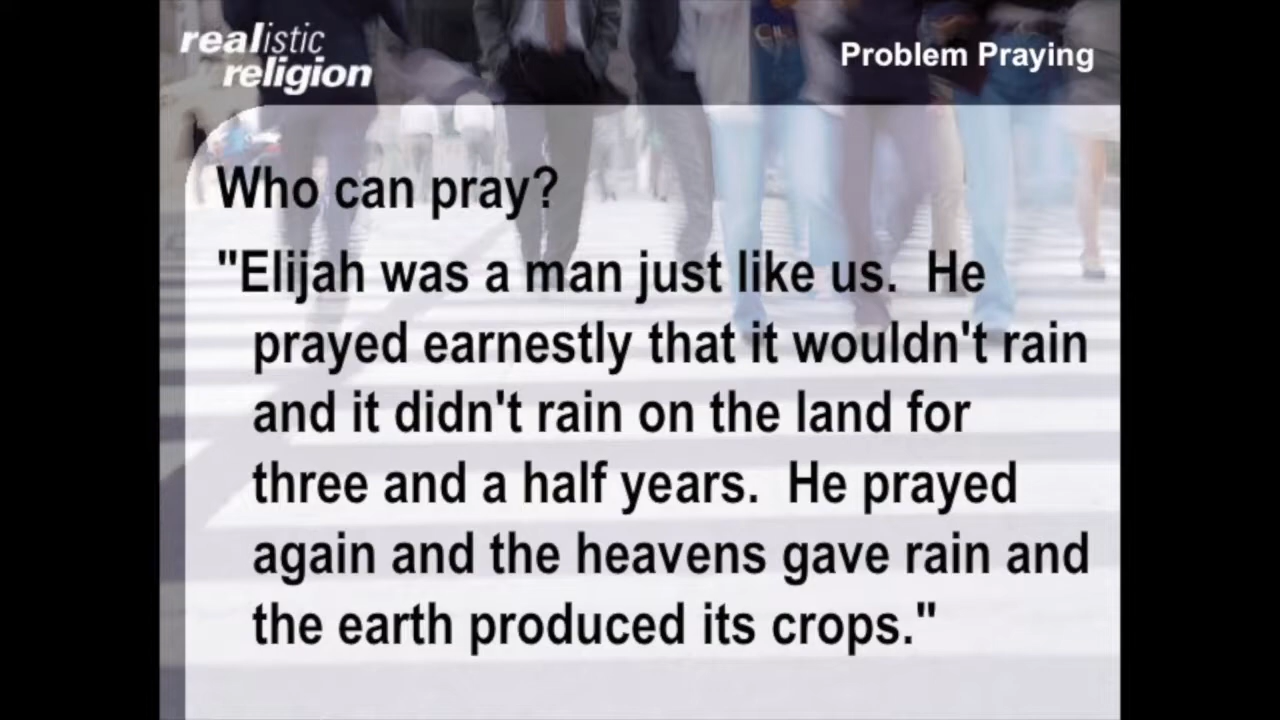 realistic
religion
Problem Praying
Who can pray?
"Elijah was a man just like us.  He
prayed earnestly that it wouldn't rain
and it didn't rain on the land for
three and a half years.  He prayed
again and the heavens gave rain and
the earth produced its crops."